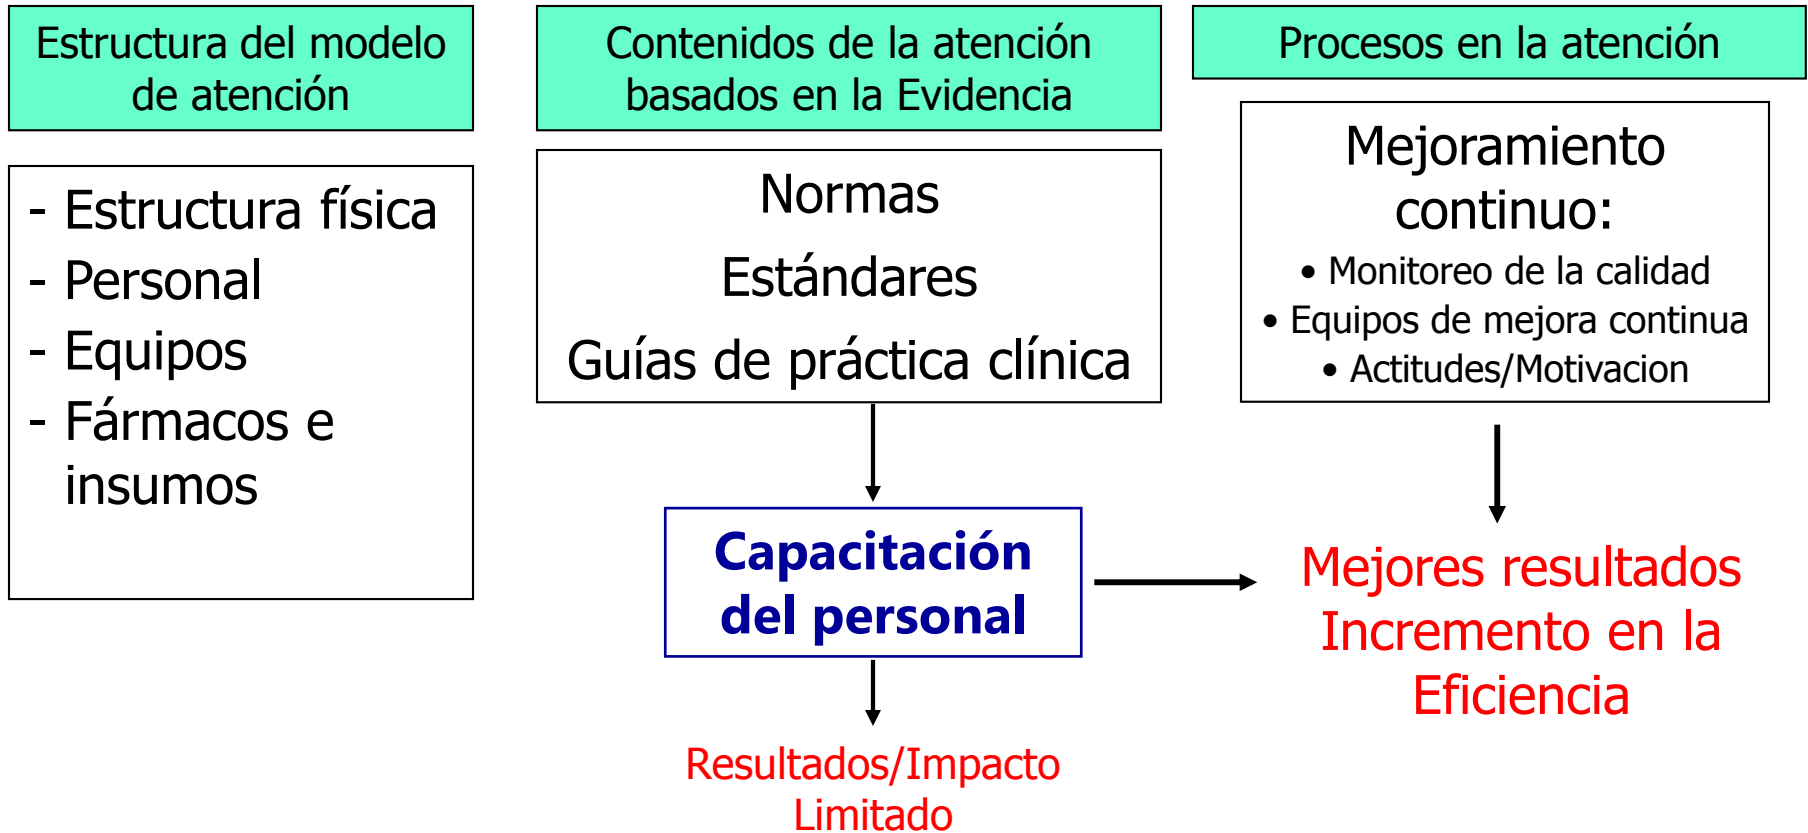 Estructura del modelo
de atención
- Estructura física
- Personal
- Equipos
- Fármacos e
insumos
Contenidos de la atención
basados en la Evidencia
Normas
Estándares
Guías de práctica clínica
Capacitación
del personal
Resultados/Impacto
Limitado
Procesos en la atención
Mejoramiento
continuo:
• Monitoreo de la calidad
• Equipos de mejora continua
• Actitudes/Motivacion
Mejores resultados
Incremento en la
Eficiencia